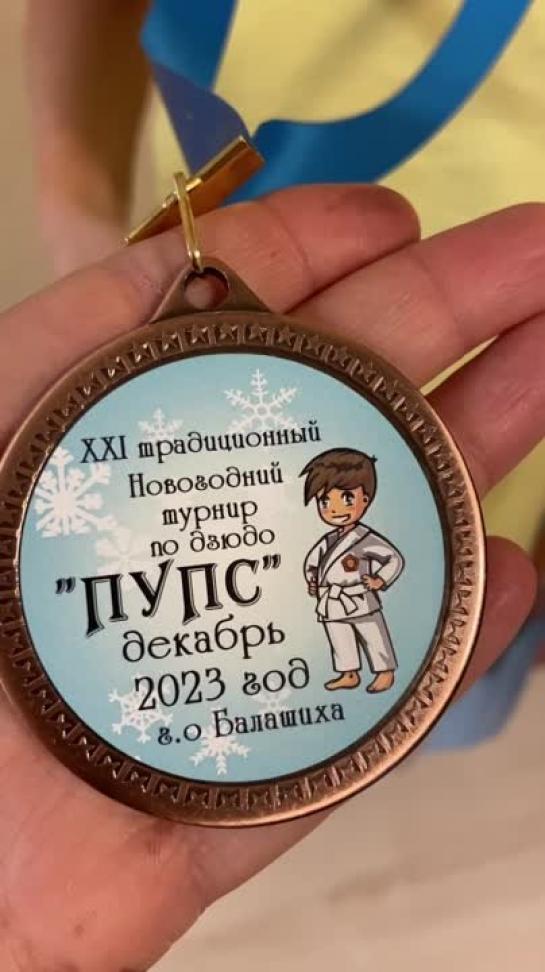 XXI традиционный
Новогодний
турнир
по дзюдо
"ПУПС"
декабрь
2023 год
г.о Балашиха